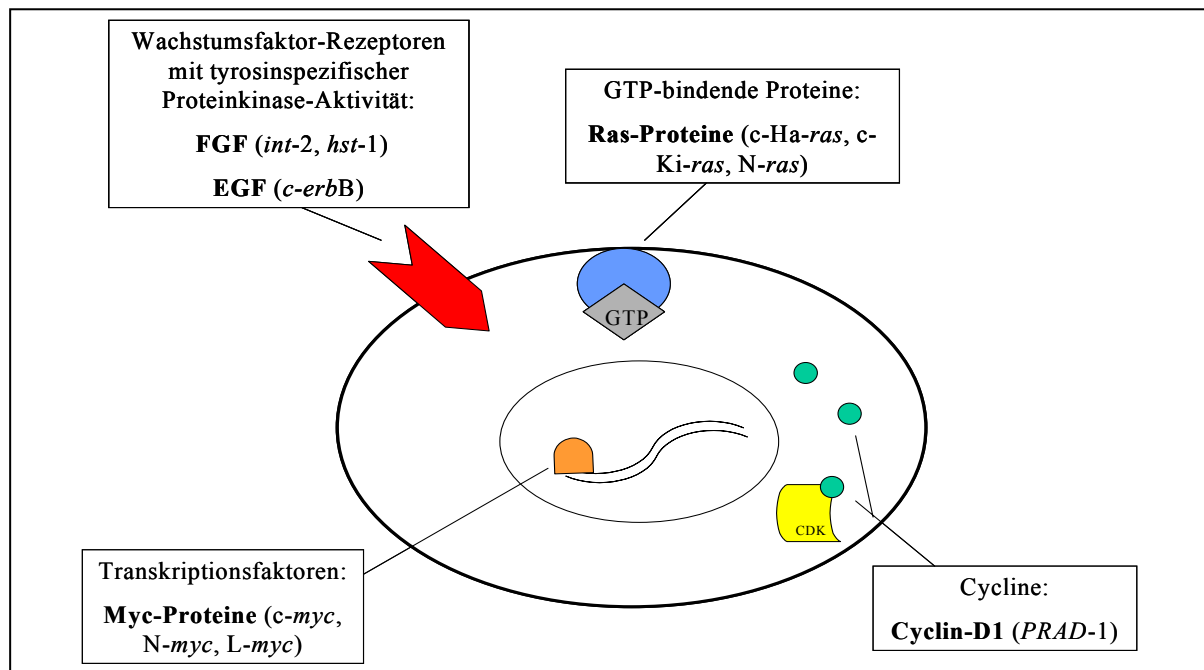 Wachstumsfaktor-Rezeptoren
mit tyrosinspezifischer
Proteinkinase-Aktivität:
FGF (int-2, hst-1)
EGF (c-erbB)
GTP-bindende Proteine:
Ras-Proteine (c-Ha-ras, c-
Ki-ras, N-ras)
GTP
CDK
Transkriptionsfaktoren:
Myc-Proteine (c-myc,
N-myc, L-myc)
Cycline:
Cyclin-D1 (PRAD-1)